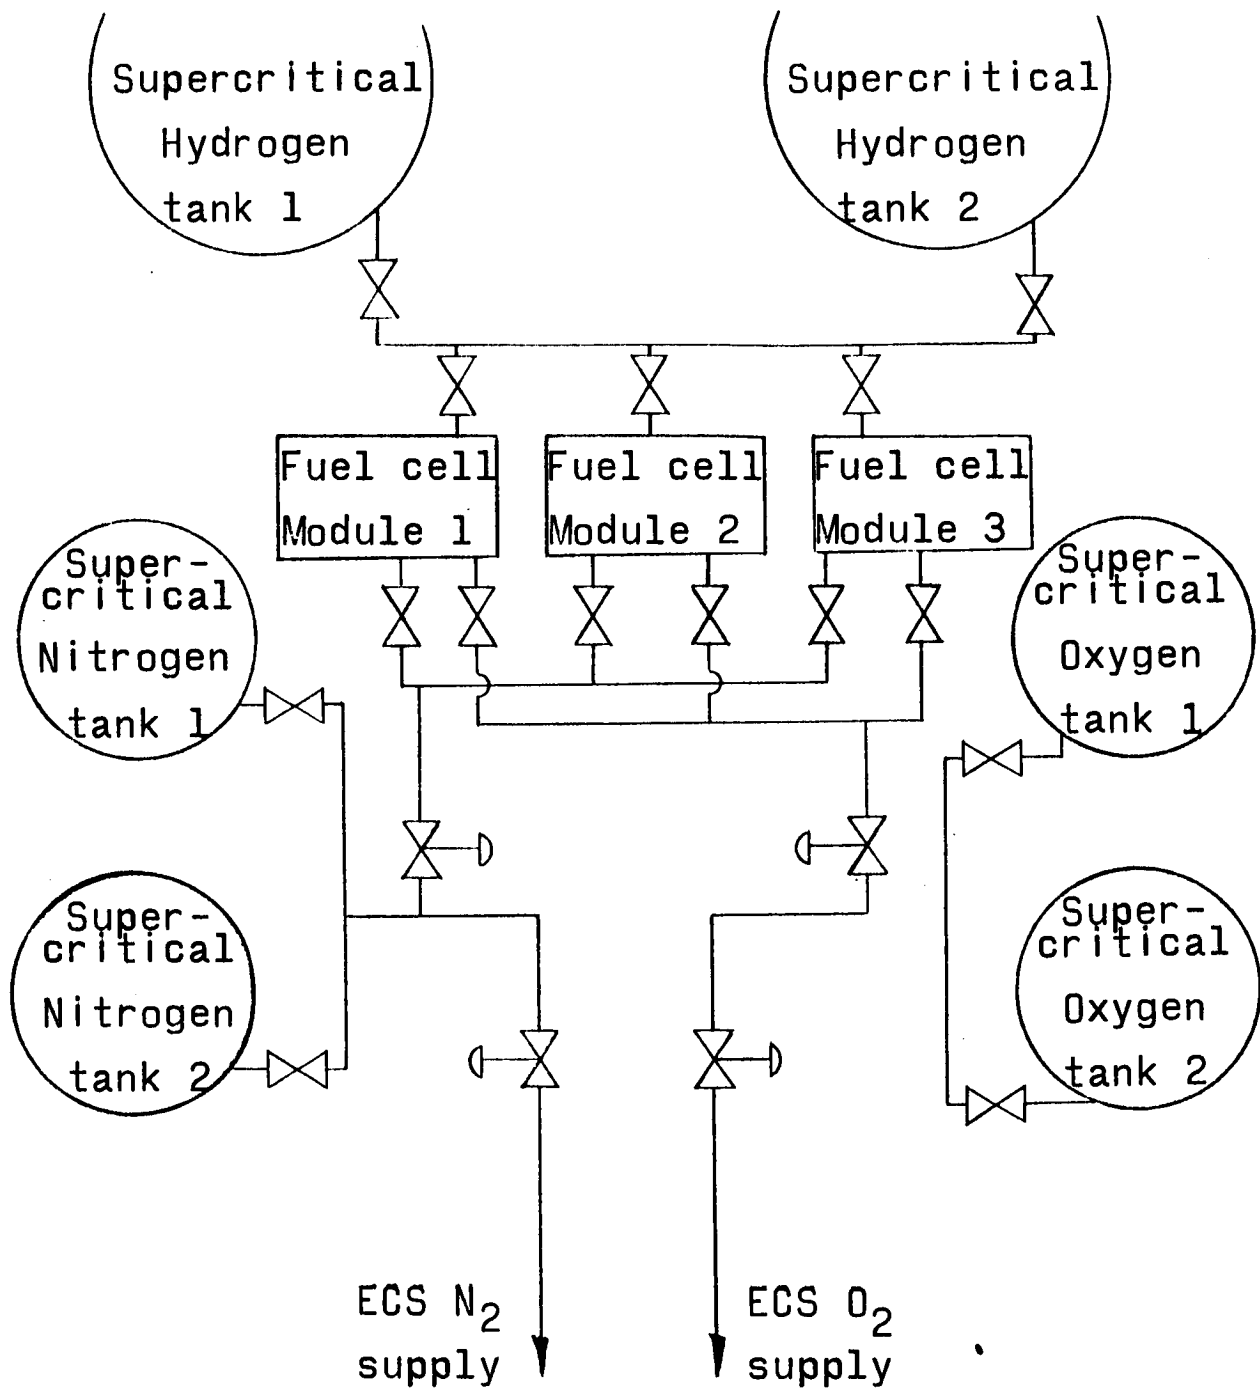 Supercritical
Hydrogen
tank 1
Supercritical
Hydrogen
tank 2
Fuel cell
Module 1
Fuel cell
Module 2
Fuel cell
Module 3
Super-
critical
Nitrogen
tank 1
Super-
critical
Oxygen
tank 1
Super-
critical
Nitrogen
tank 2
Super-
critical
Oxygen
tank 2
ECS N2
supply
ECS O2
supply